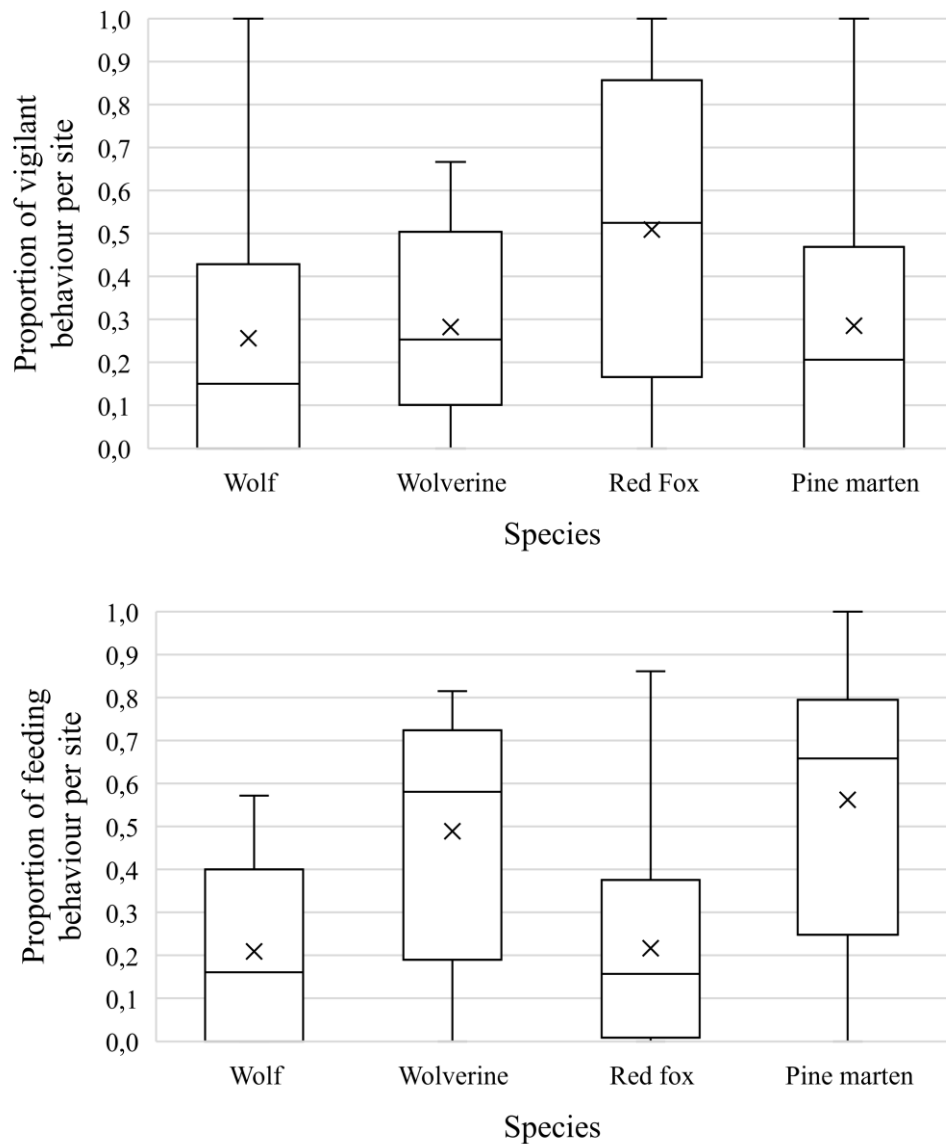 Proportion of vigilant
behaviour per site
1,0
0,9
0,8
0,7
0,6
0,5
0,4
0,3
0,2
0,1
0,0
Wolf Wolverine Red Fox Pine marten
Species
Proportion of feeding
behaviour per site
1,0
0,9
0,8
0,7
0,6
0,5
0,4
0,3
0,2
0,1
0,0
Wolf Wolverine Red fox Pine marten
Species